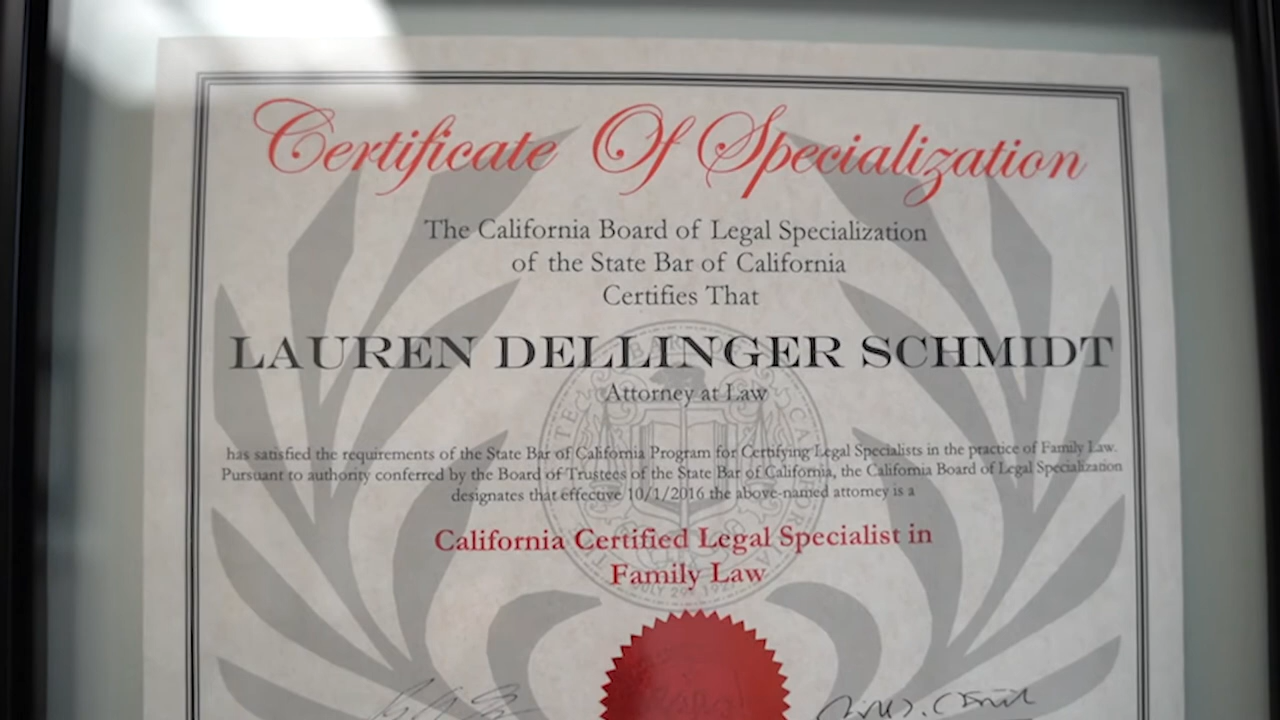 Certificate Of Specialization
The California Board of Legal Specialization
of the State Bar of California
Certifies That
LAUREN DELLINGER SCHMIDT
Attorney at Law
has satisfied the requirements of the State Bar of California Program for Certifying Legal Specialists in the practice of Family Law.
Pursuant to authority conferred by the Board of Trustees of the State Bar of California, the California Board of Legal Specialization
designates that effective 10/1/2016 the above-named attorney is a
California Certified Legal Specialist in
Family Law